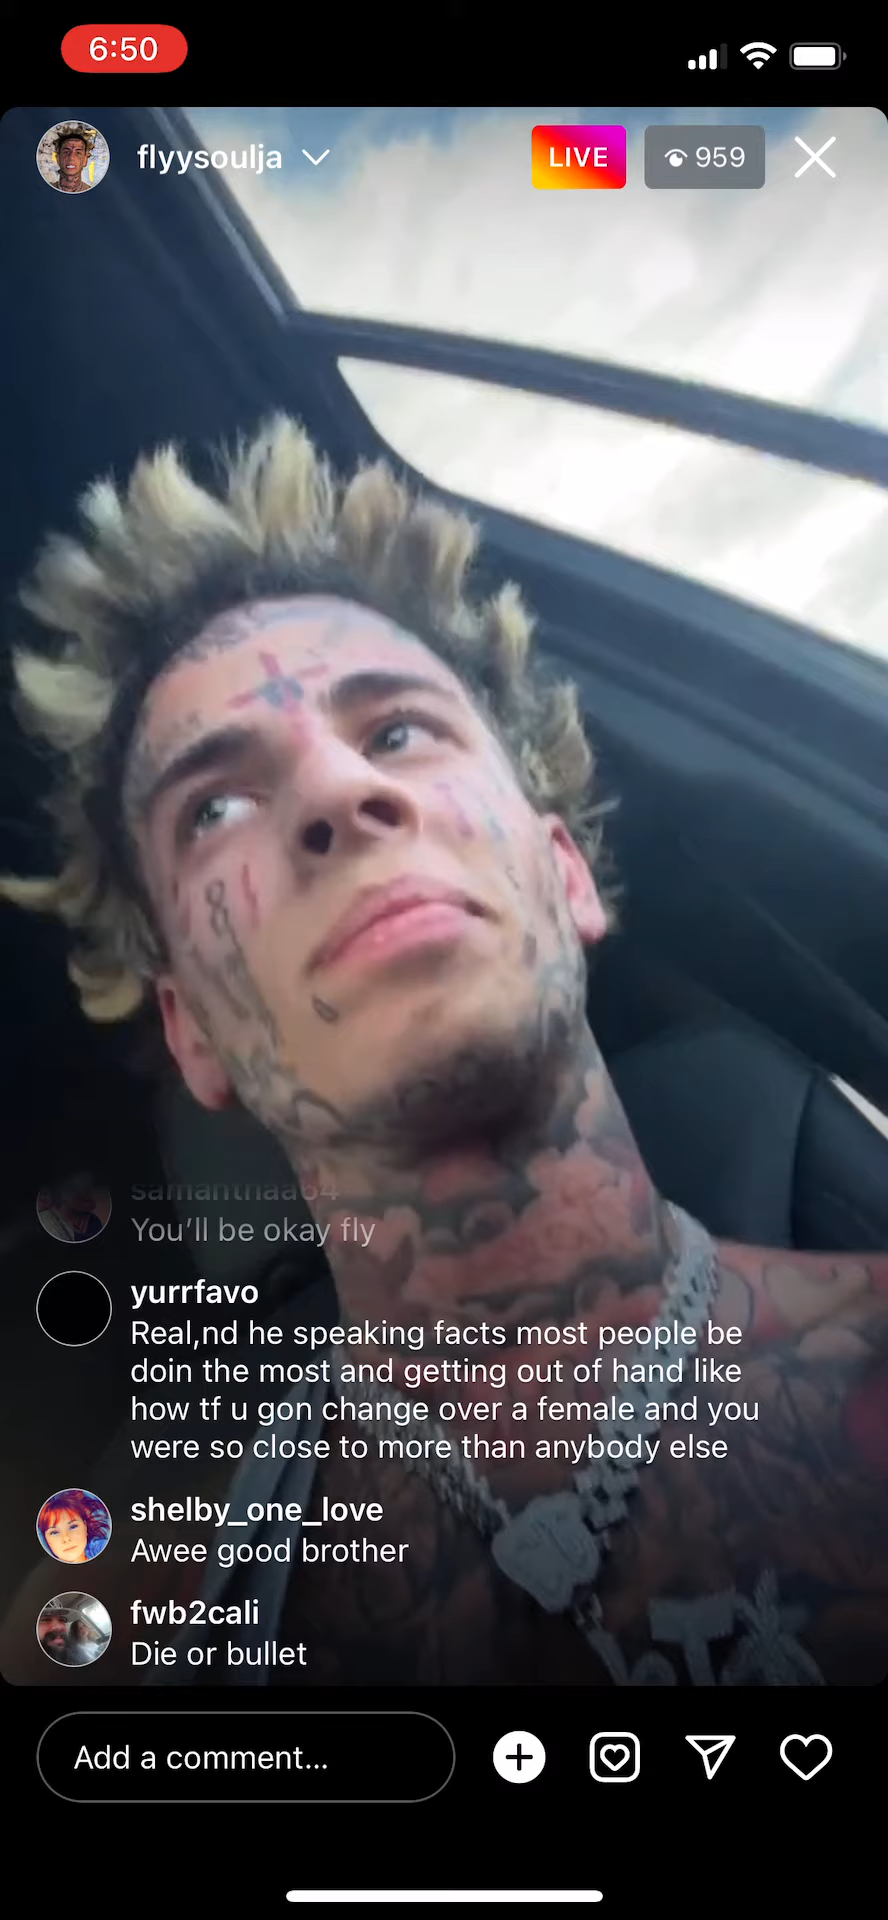 6:50
flyysoulja
LIVE
959
samanthaa64
You'll be okay fly
yurrfavo
Real,nd he speaking facts most people be
doin the most and getting out of hand like
how tf u gon change over a female and you
were so close to more than anybody else
shelby_one_love
Awee good brother
fwb2cali
Die or bullet
Add a comment...